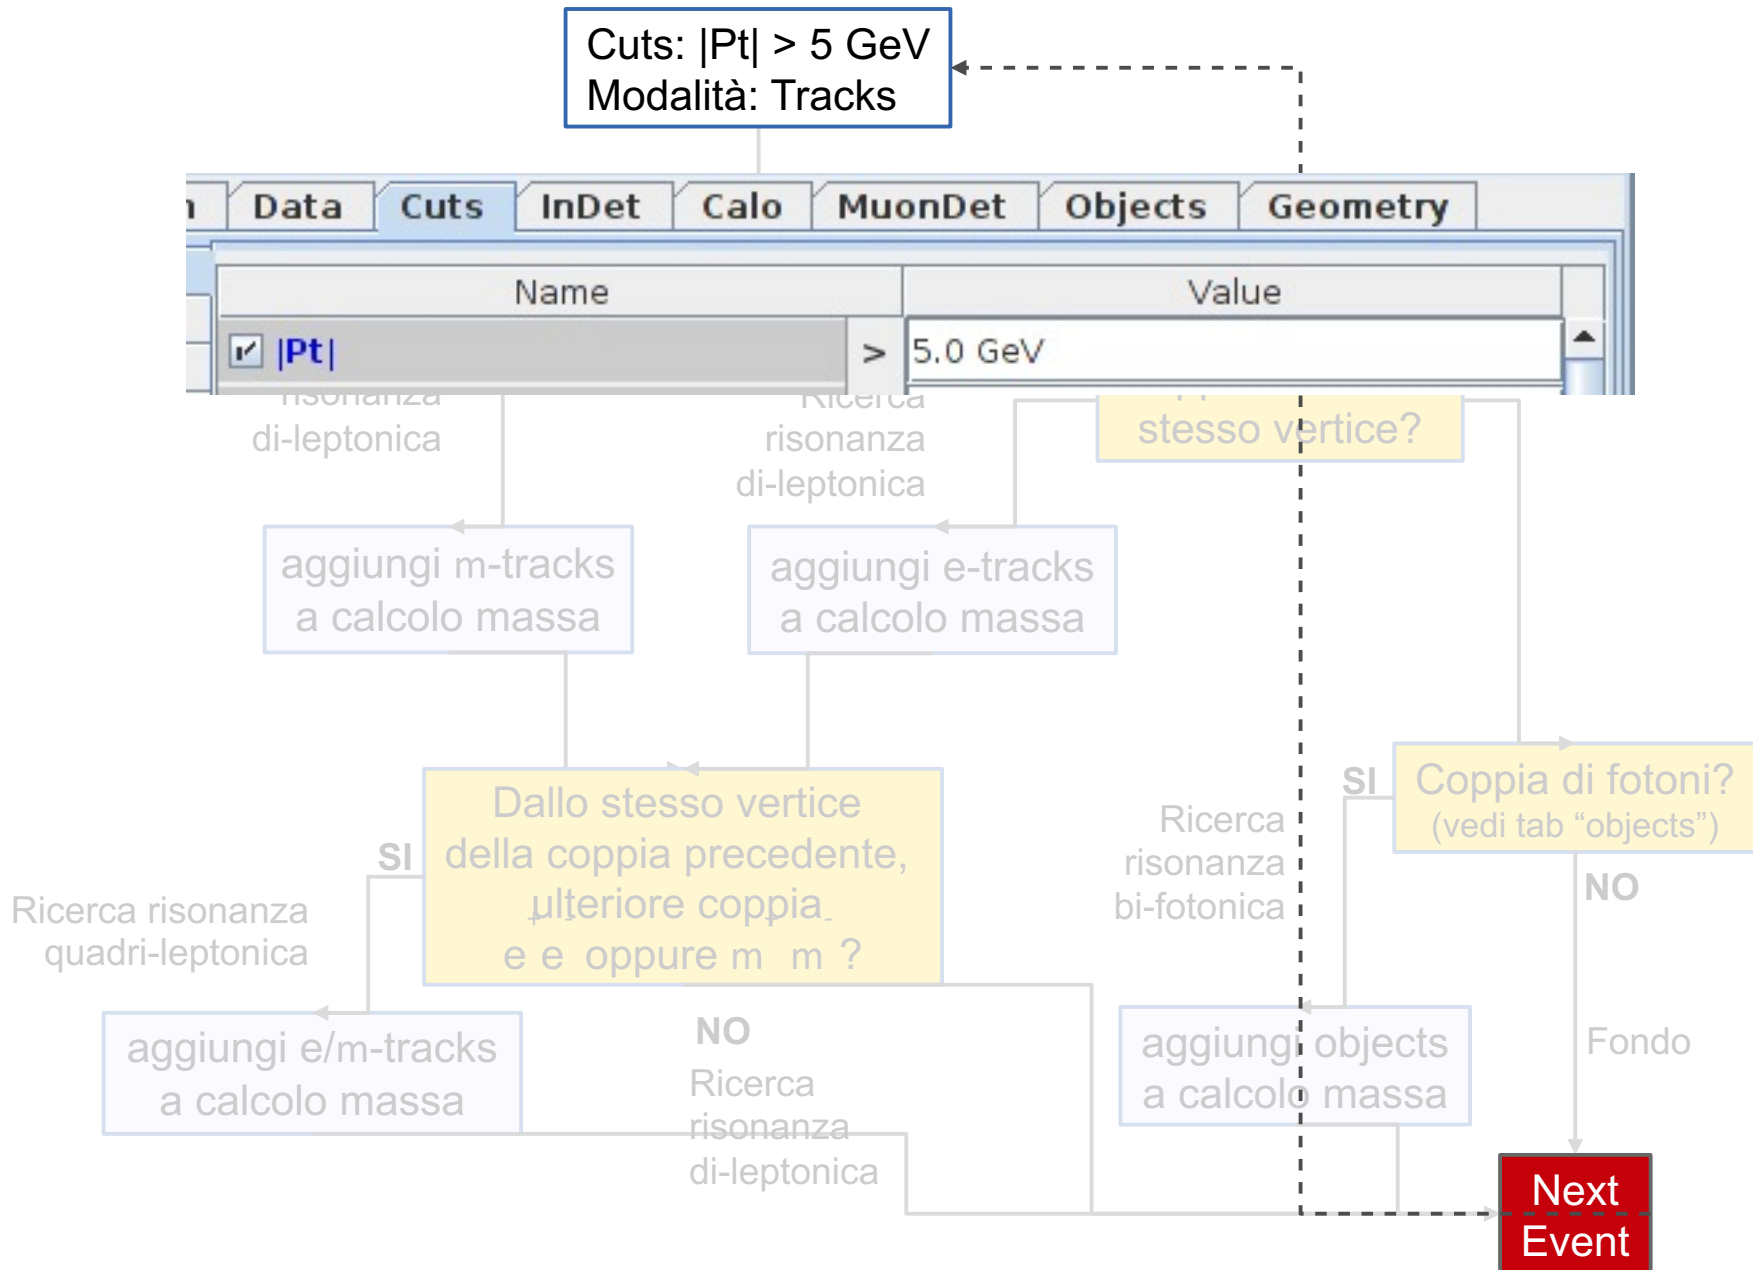 Cuts: |Pt| > 5 GeV
Modalità: Tracks
Data Cuts InDet Calo MuonDet Objects Geometry
Name Value
|Pt| > 5.0 GeV
risonanza
di-leptonica
Ricerca
risonanza
di-leptonica
stesso vertice?
aggiungi m-tracks
a calcolo massa
aggiungi e-tracks
a calcolo massa
Dallo stesso vertice
della coppia precedente,
ulteriore coppia
e e oppure m m ?
SI
Ricerca risonanza
quadri-leptonica
SI
Coppia di fotoni?
(vedi tab “objects”)
Ricerca
risonanza
bi-fotonica
NO
aggiungi e/m-tracks
a calcolo massa
NO
Ricerca
risonanza
di-leptonica
aggiungi objects
a calcolo massa
Fondo
Next
Event